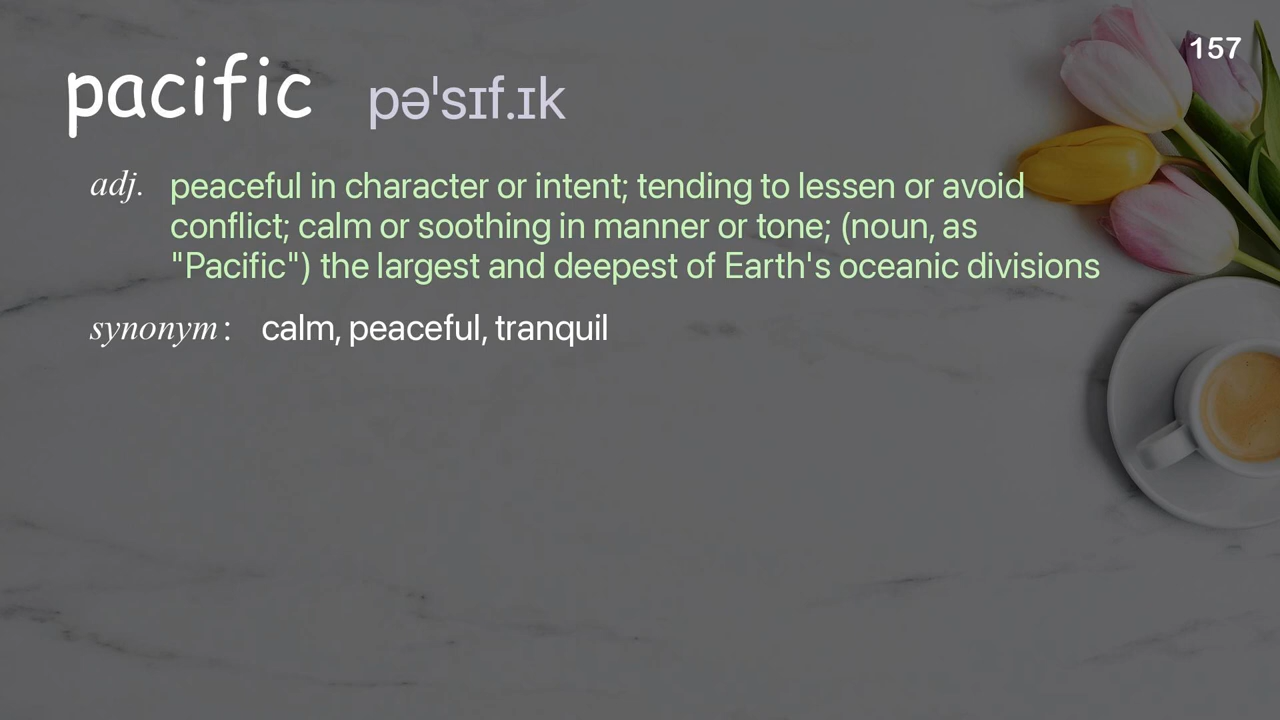 157
pacific pəˈsɪf.ɪk
adj. peaceful in character or intent; tending to lessen or avoid
conflict; calm or soothing in manner or tone; (noun, as
"Pacific") the largest and deepest of Earth's oceanic divisions
synonym: calm, peaceful, tranquil